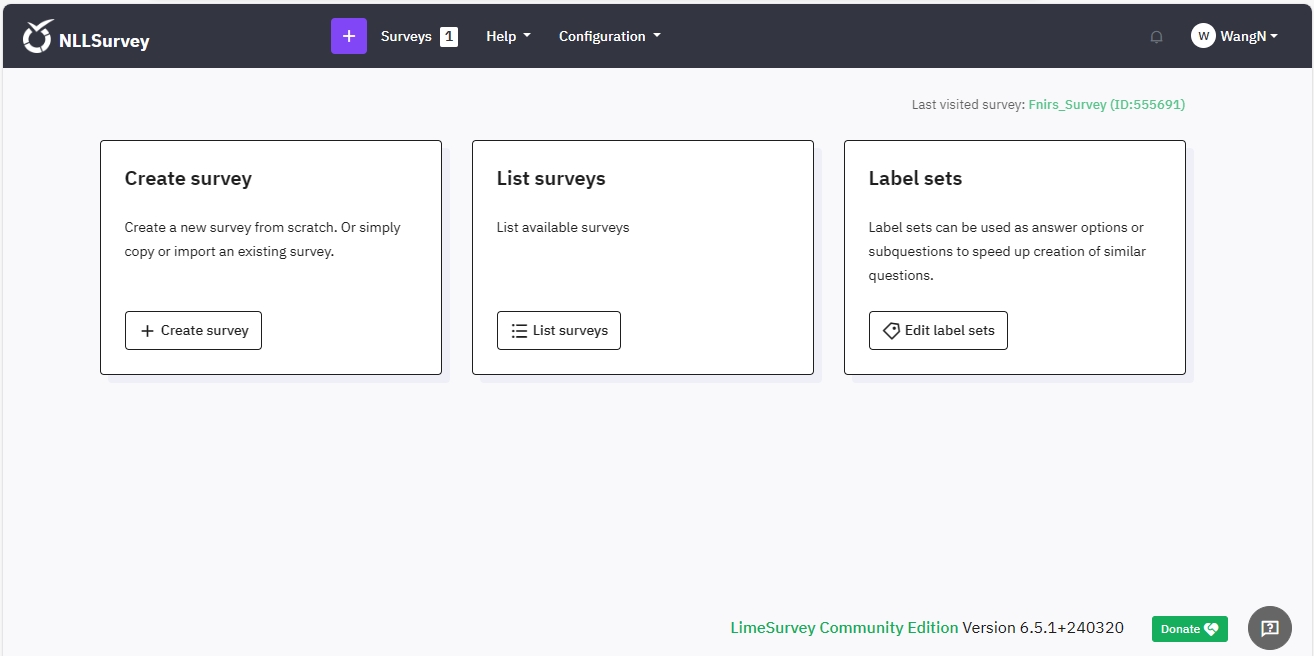 NLLSurvey
+ Surveys 1 Help Configuration
W WangN
Last visited survey: Fnirs_Survey (ID:555691)
Create survey
Create a new survey from scratch. Or simply
copy or import an existing survey.
+ Create survey
List surveys
List available surveys
List surveys
Label sets
Label sets can be used as answer options or
subquestions to speed up creation of similar
questions.
Edit label sets
LimeSurvey Community Edition Version 6.5.1+240320
Donate
?